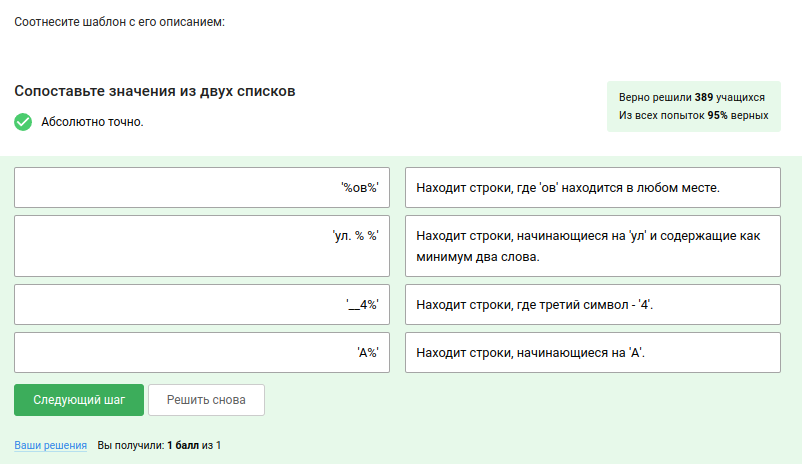 Соотнесите шаблон с его описанием:
Сопоставьте значения из двух списков
Верно решили 389 учащихся
Из всех попыток 95% верных
Абсолютно точно.
'%ов%'
Находит строки, где 'ов' находится в любом месте.
'ул. % %'
Находит строки, начинающиеся на 'ул' и содержащие как
минимум два слова.
'__4%'
Находит строки, где третий символ - '4'.
'А%'
Находит строки, начинающиеся на 'А'.
Следующий шаг
Решить снова
Ваши решения Вы получили: 1 балл из 1